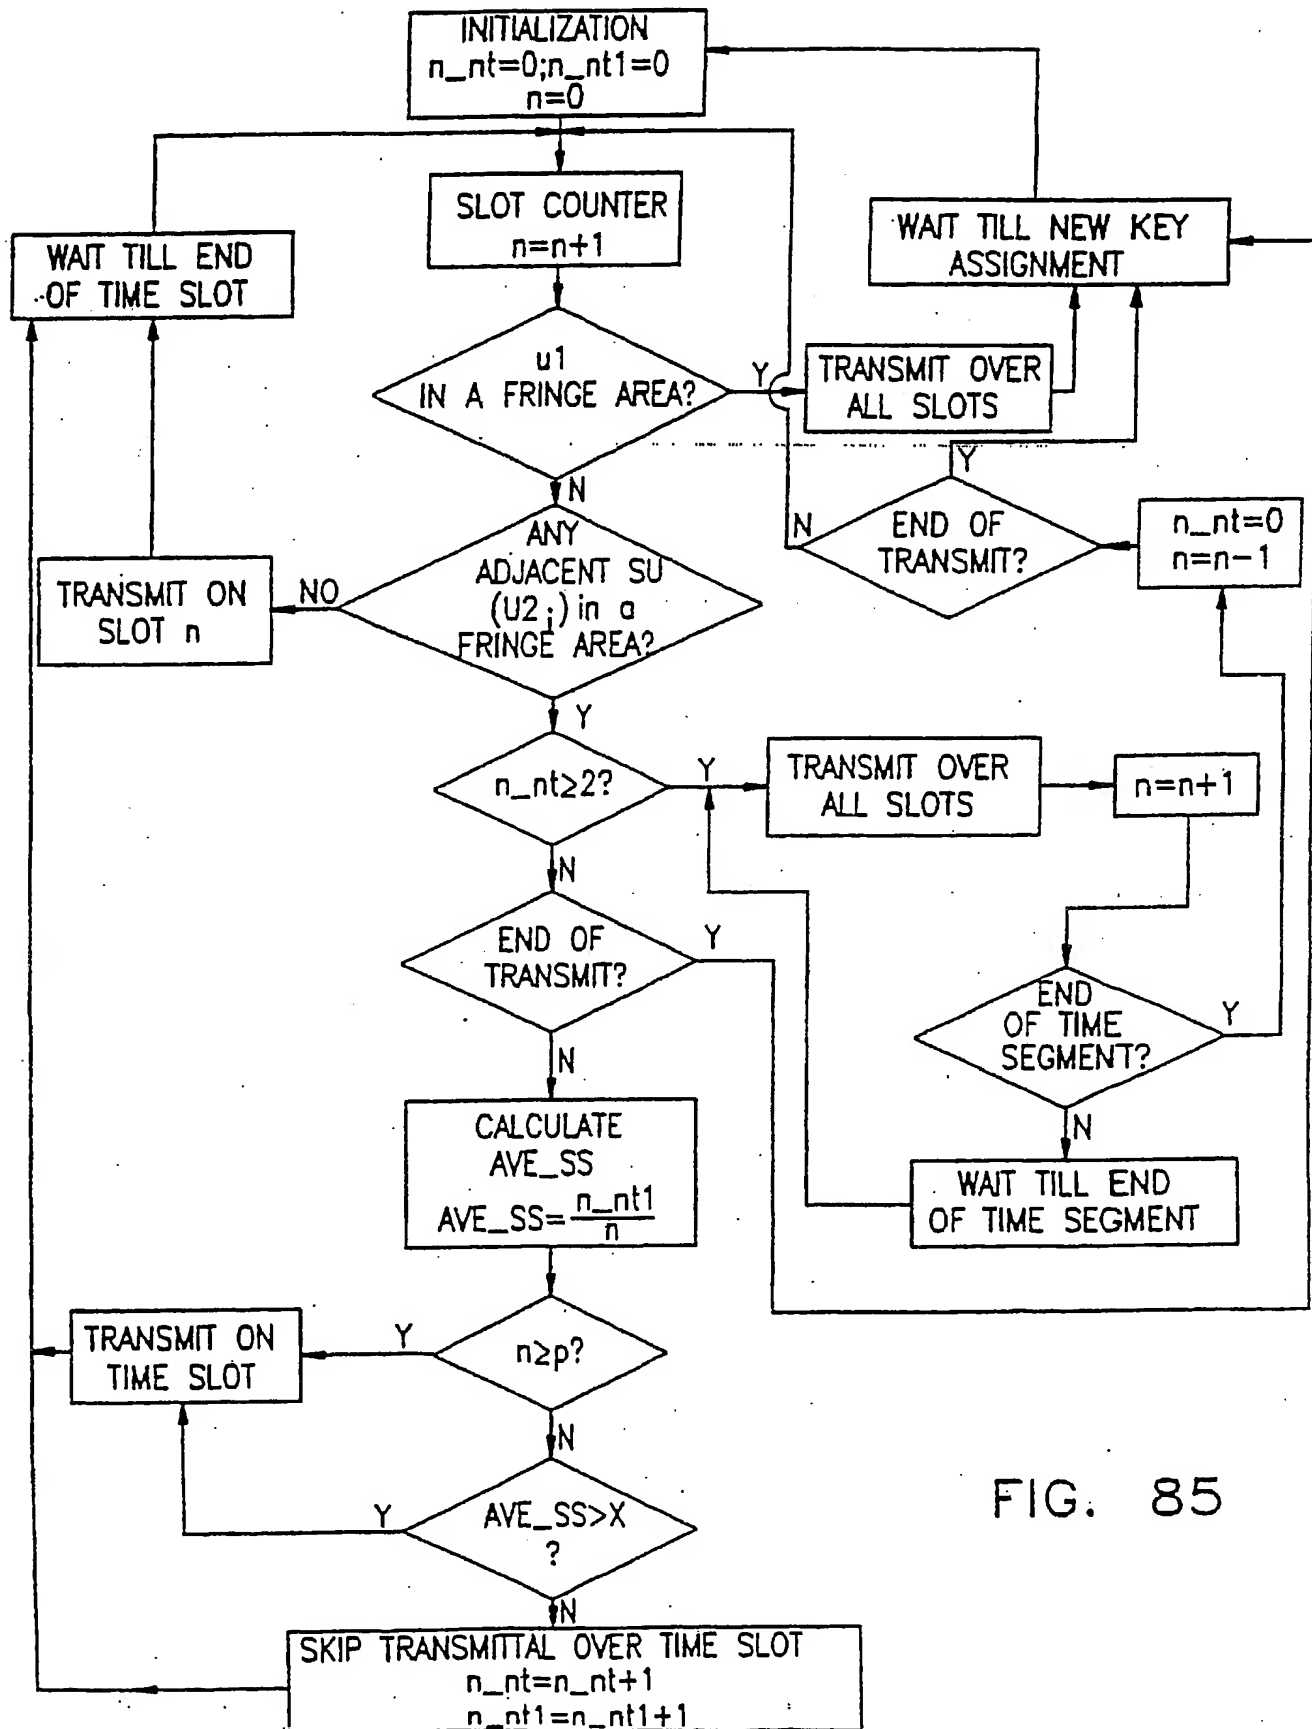 INITIALIZATION
n_nt=0;n_nt1=0
n=0
SLOT COUNTER
n=n+1
WAIT TILL END
OF TIME SLOT
WAIT TILL NEW KEY
ASSIGNMENT
u1
IN A FRINGE AREA?
Y
TRANSMIT OVER
ALL SLOTS
N
Y
ANY
ADJACENT SU
(U2j) in a
FRINGE AREA?
NO
TRANSMIT ON
SLOT n
N
END OF
TRANSMIT?
n_nt=0
n=n-1
Y
n_nt≥2?
Y
TRANSMIT OVER
ALL SLOTS
n=n+1
N
END OF
TRANSMIT?
Y
END
OF TIME
SEGMENT?
Y
N
N
CALCULATE
AVE_SS
AVE_SS=n_nt1/n
WAIT TILL END
OF TIME SEGMENT
TRANSMIT ON
TIME SLOT
Y
n≥p?
N
Y
AVE_SS>X
?
N
SKIP TRANSMITTAL OVER TIME SLOT
n_nt=n_nt+1
n_nt1=n_nt1+1
FIG. 85